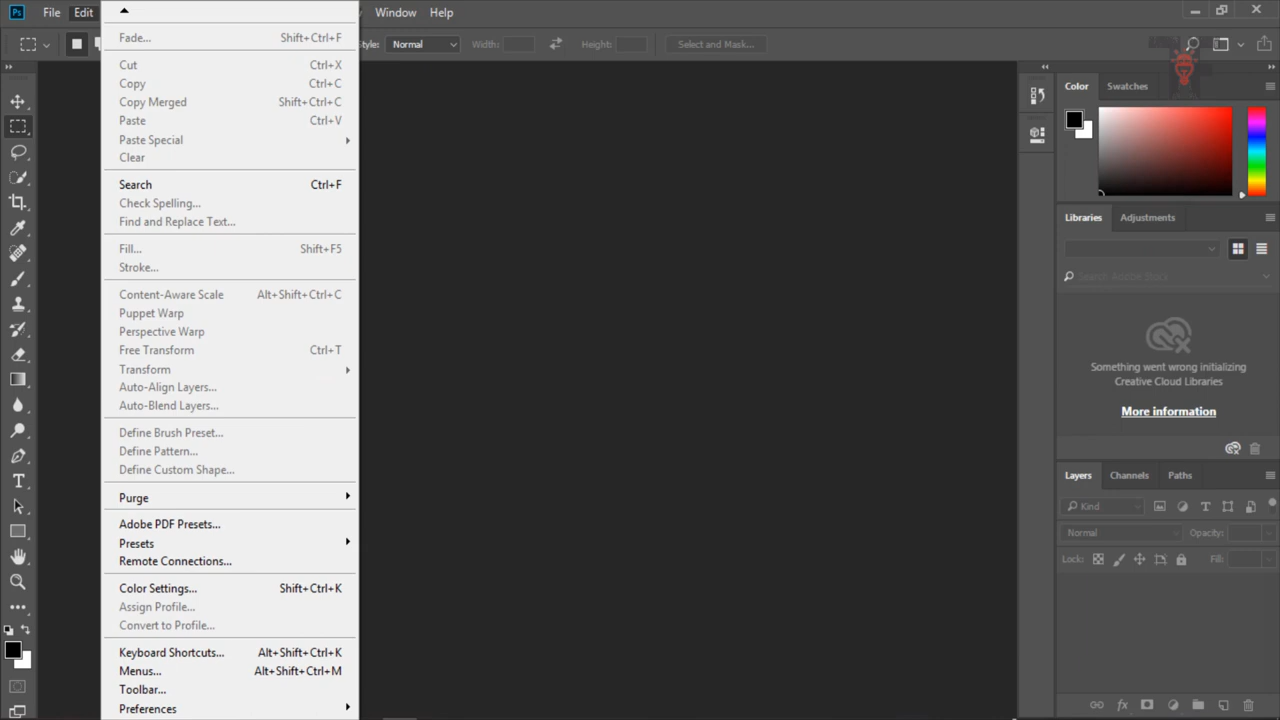 Ps File Edit Window Help
Style: Normal Width: Height: Select and Mask...
Fade... Shift+Ctrl+F
Cut Ctrl+X
Copy Ctrl+C
Copy Merged Shift+Ctrl+C
Paste Ctrl+V
Paste Special
Clear
Search Ctrl+F
Check Spelling...
Find and Replace Text...
Fill... Shift+F5
Stroke...
Content-Aware Scale Alt+Shift+Ctrl+C
Puppet Warp
Perspective Warp
Free Transform Ctrl+T
Transform
Auto-Align Layers...
Auto-Blend Layers...
Define Brush Preset...
Define Pattern...
Define Custom Shape...
Purge
Adobe PDF Presets...
Presets
Remote Connections...
Color Settings... Shift+Ctrl+K
Assign Profile...
Convert to Profile...
Keyboard Shortcuts... Alt+Shift+Ctrl+K
Menus... Alt+Shift+Ctrl+M
Toolbar...
Preferences
Color Swatches
Libraries Adjustments
Search Adobe Stock
Something went wrong initializing
Creative Cloud Libraries
More information
Layers Channels Paths
Kind
Normal Opacity:
Lock: Fill: